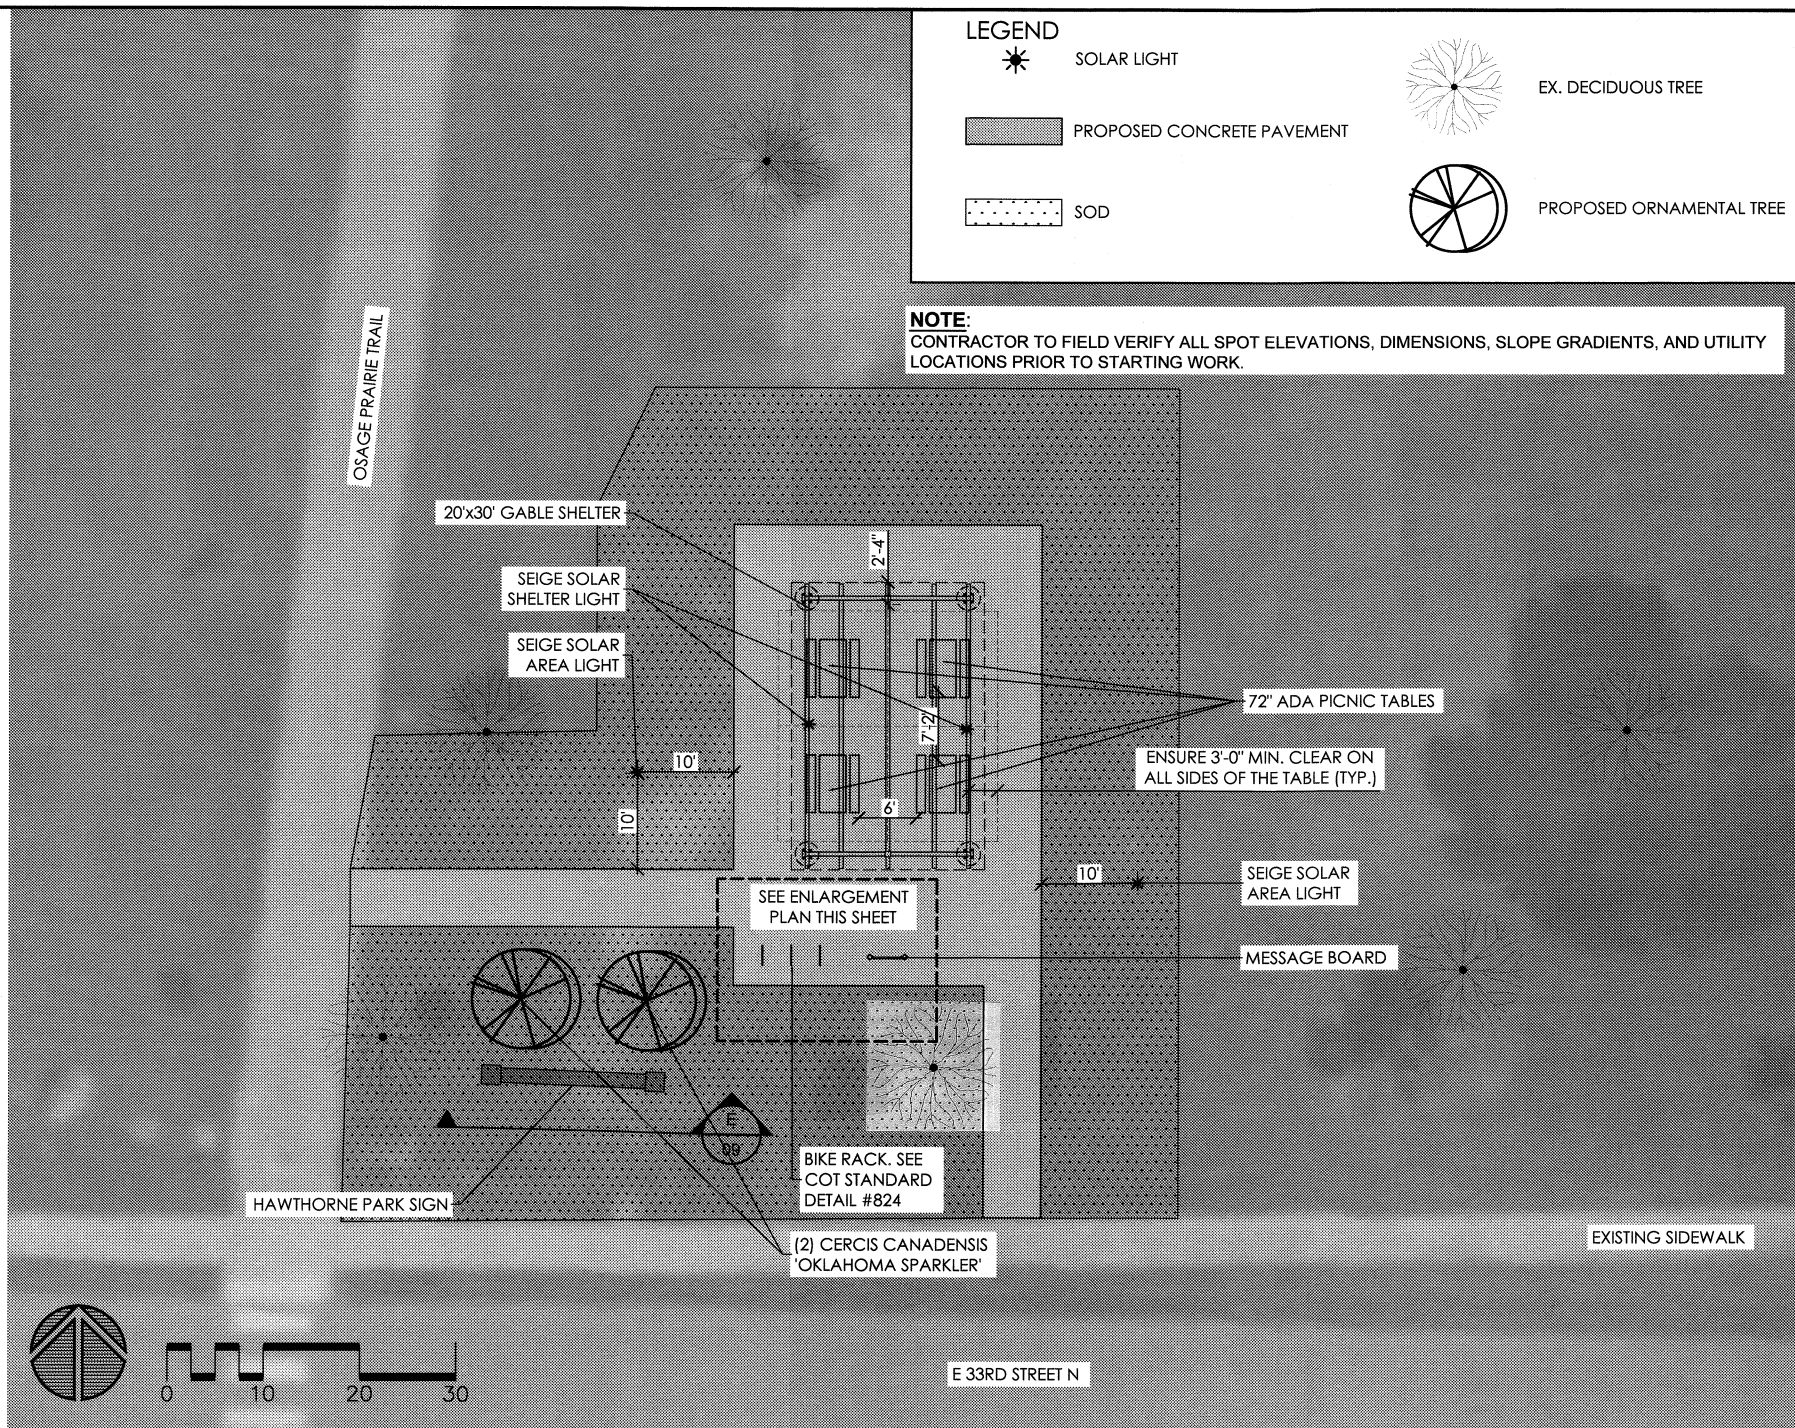 LEGEND
SOLAR LIGHT
EX. DECIDUOUS TREE
PROPOSED CONCRETE PAVEMENT
SOD
PROPOSED ORNAMENTAL TREE
NOTE:
CONTRACTOR TO FIELD VERIFY ALL SPOT ELEVATIONS, DIMENSIONS, SLOPE GRADIENTS, AND UTILITY
LOCATIONS PRIOR TO STARTING WORK.
OSAGE PRAIRIE TRAIL
20'x30' GABLE SHELTER
2'-4"
SEIGE SOLAR
SHELTER LIGHT
SEIGE SOLAR
AREA LIGHT
72" ADA PICNIC TABLES
7'-2"
10'
ENSURE 3'-0" MIN. CLEAR ON
ALL SIDES OF THE TABLE (TYP.)
10'
6'
10'
SEIGE SOLAR
AREA LIGHT
SEE ENLARGEMENT
PLAN THIS SHEET
MESSAGE BOARD
E
09
BIKE RACK. SEE
COT STANDARD
DETAIL #824
HAWTHORNE PARK SIGN
(2) CERCIS CANADENSIS
'OKLAHOMA SPARKLER'
EXISTING SIDEWALK
E 33RD STREET N
0 10 20 30